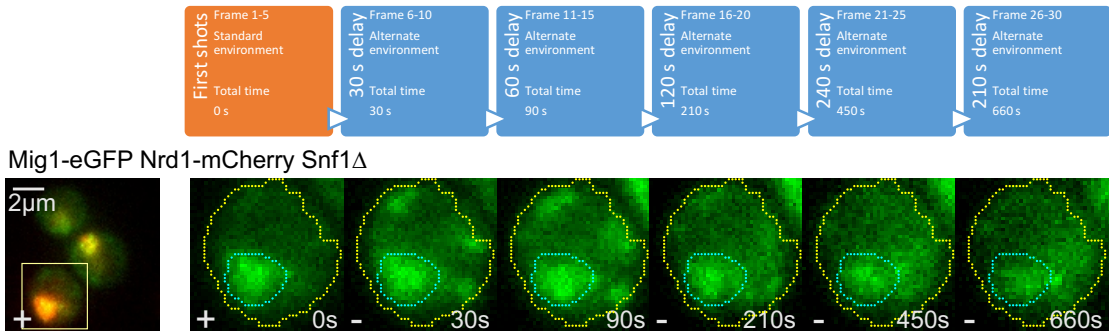 First shots
Frame 1-5
Standard
environment
Total time
0 s
30 s delay
Frame 6-10
Alternate
environment
Total time
30 s
60 s delay
Frame 11-15
Alternate
environment
Total time
90 s
120 s delay
Frame 16-20
Alternate
environment
Total time
210 s
240 s delay
Frame 21-25
Alternate
environment
Total time
450 s
210 s delay
Frame 26-30
Alternate
environment
Total time
660 s
Mig1-eGFP Nrd1-mCherry Snf1Δ
2μm
+
+ 0s
- 30s
- 90s
- 210s
- 450s
- 660s